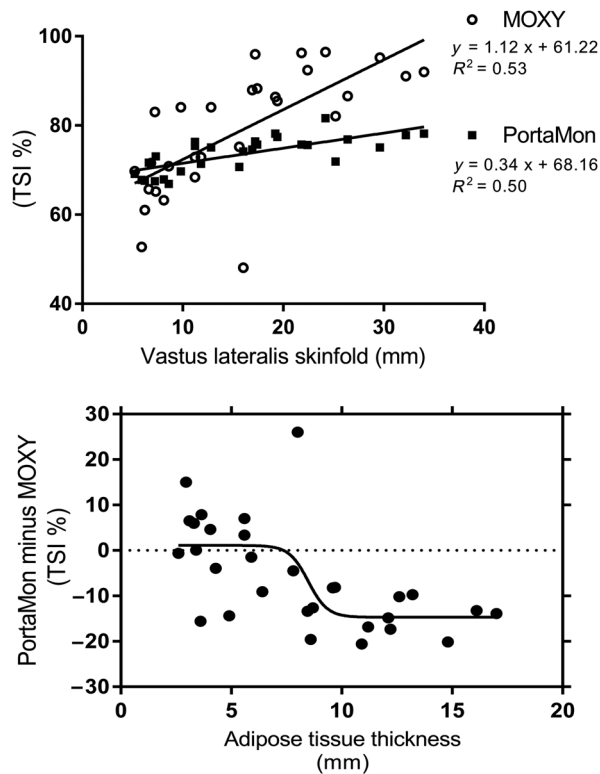 MOXY
y = 1.12 x + 61.22
R² = 0.53
PortaMon
y = 0.34 x + 68.16
R² = 0.50
(TSI %)
100
80
60
40
0 10 20 30 40
Vastus lateralis skinfold (mm)
PortaMon minus MOXY
(TSI %)
30
20
10
0
−10
−20
−30
0 5 10 15 20
Adipose tissue thickness
(mm)